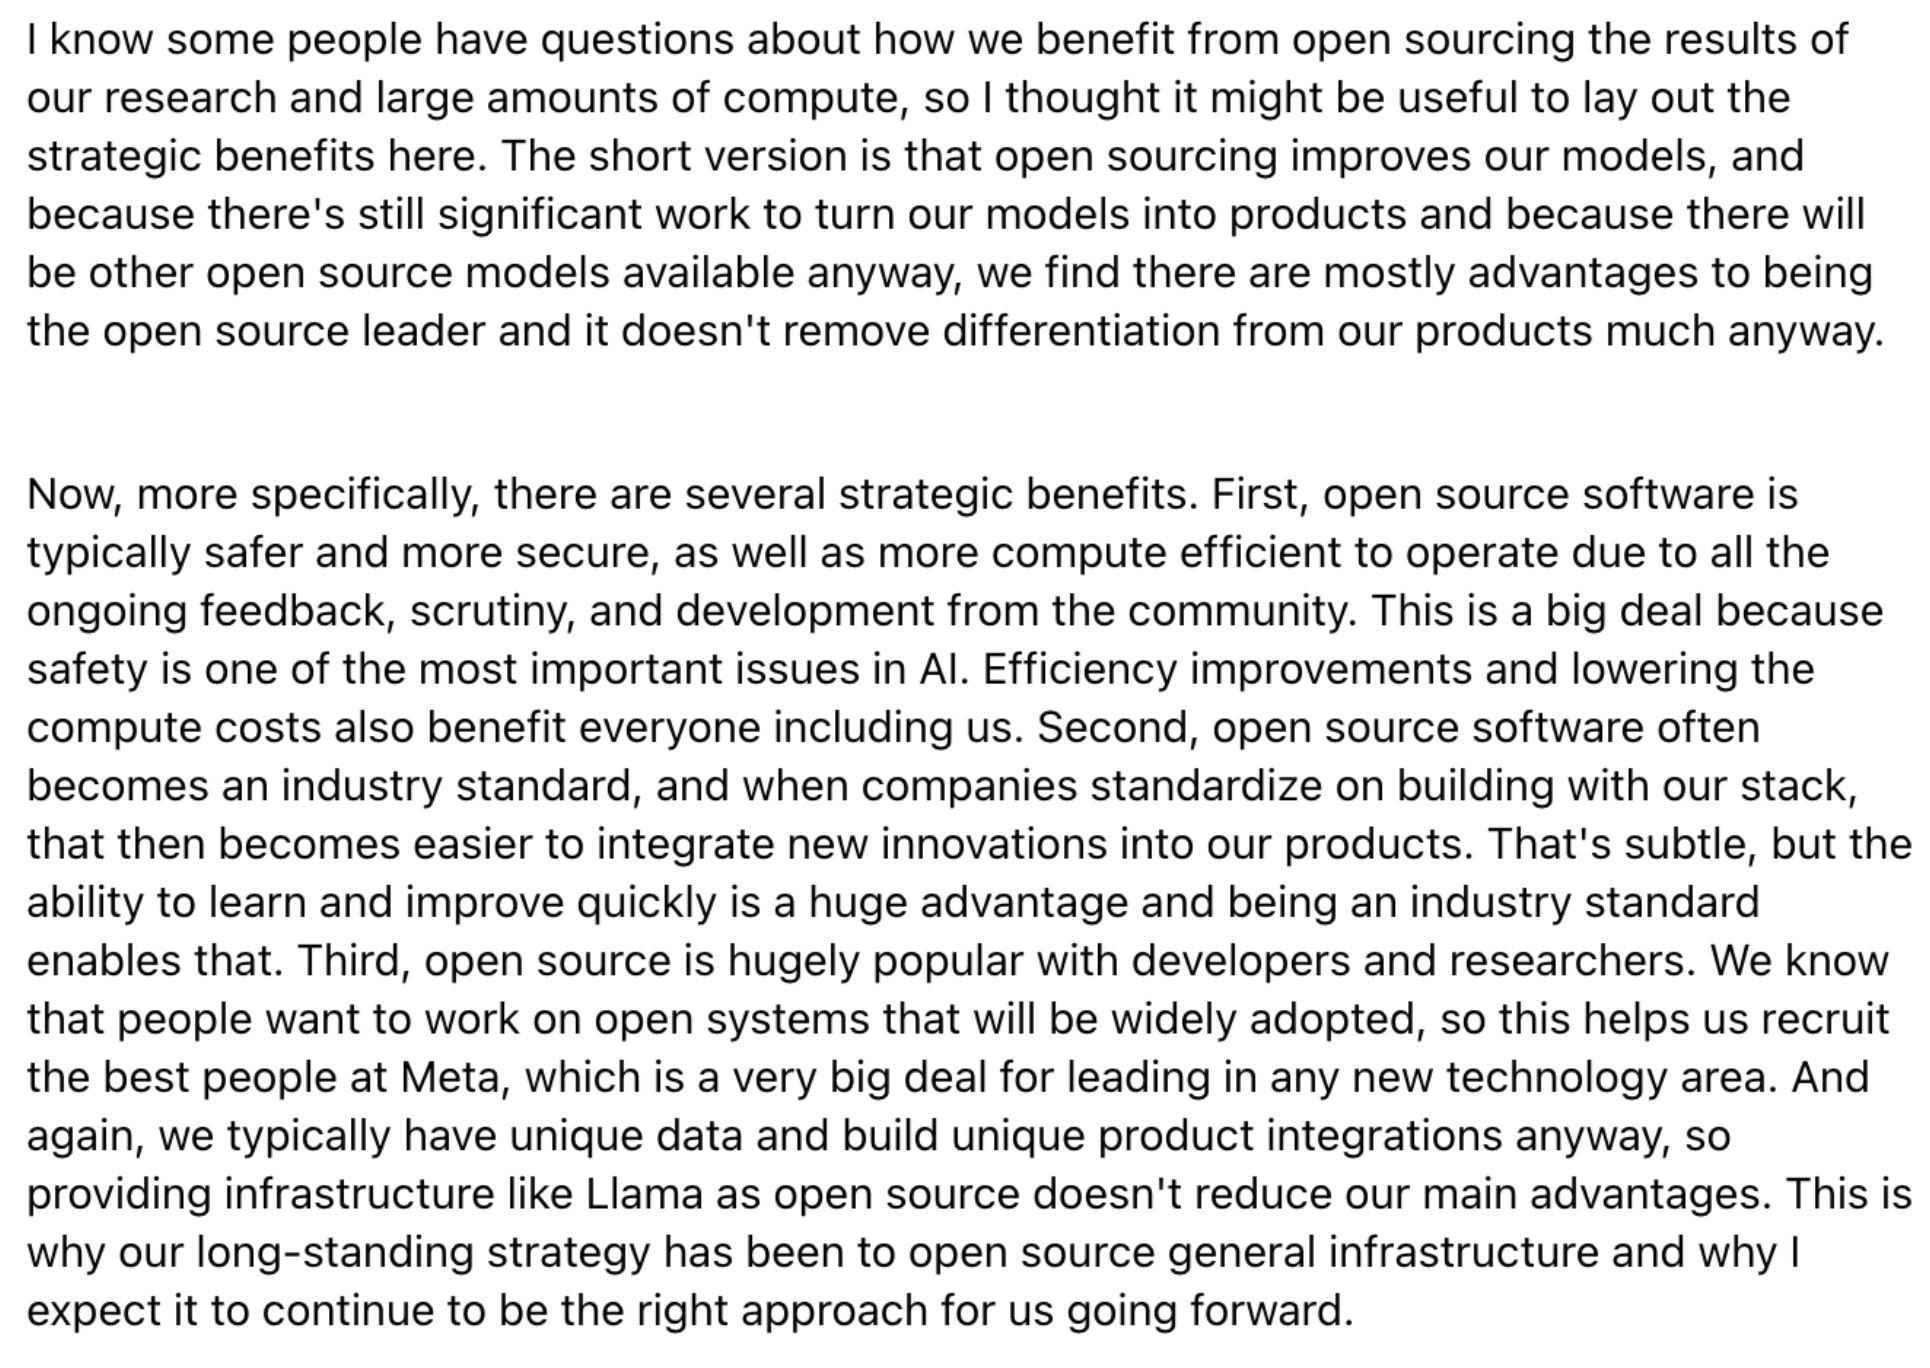 I know some people have questions about how we benefit from open sourcing the results of
our research and large amounts of compute, so I thought it might be useful to lay out the
strategic benefits here. The short version is that open sourcing improves our models, and
because there's still significant work to turn our models into products and because there will
be other open source models available anyway, we find there are mostly advantages to being
the open source leader and it doesn't remove differentiation from our products much anyway.
Now, more specifically, there are several strategic benefits. First, open source software is
typically safer and more secure, as well as more compute efficient to operate due to all the
ongoing feedback, scrutiny, and development from the community. This is a big deal because
safety is one of the most important issues in AI. Efficiency improvements and lowering the
compute costs also benefit everyone including us. Second, open source software often
becomes an industry standard, and when companies standardize on building with our stack,
that then becomes easier to integrate new innovations into our products. That's subtle, but the
ability to learn and improve quickly is a huge advantage and being an industry standard
enables that. Third, open source is hugely popular with developers and researchers. We know
that people want to work on open systems that will be widely adopted, so this helps us recruit
the best people at Meta, which is a very big deal for leading in any new technology area. And
again, we typically have unique data and build unique product integrations anyway, so
providing infrastructure like Llama as open source doesn't reduce our main advantages. This is
why our long-standing strategy has been to open source general infrastructure and why I
expect it to continue to be the right approach for us going forward.